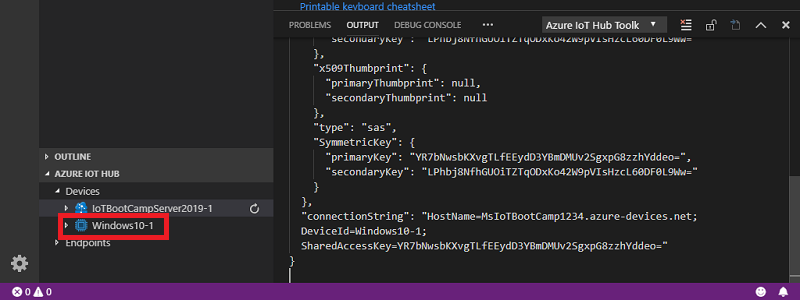 Printable keyboard cheatsheet
PROBLEMS OUTPUT DEBUG CONSOLE ··· Azure IoT Hub Toolk
secondaryKey : "LPhbj8NfhGUOiTZTqODxKo42W9pVIsHzcL60DF0L9Ww="
},
"x509Thumbprint": {
"primaryThumbprint": null,
"secondaryThumbprint": null
},
"type": "sas",
"SymmetricKey": {
"primaryKey": "YR7bNwsbKXvgTLfEEydD3YBmDMUv2SgxpG8zzhYddeo=",
"secondaryKey": "LPhbj8NfhGUOiTZTqODxKo42W9pVIsHzcL60DF0L9Ww="
}
},
"connectionString": "HostName=MsIoTBootCamp1234.azure-devices.net;
DeviceId=Windows10-1;
SharedAccessKey=YR7bNwsbKXvgTLfEEydD3YBmDMUv2SgxpG8zzhYddeo="
}
OUTLINE
AZURE IOT HUB
Devices
IoTBootCampServer2019-1
Windows10-1
Endpoints
0 0